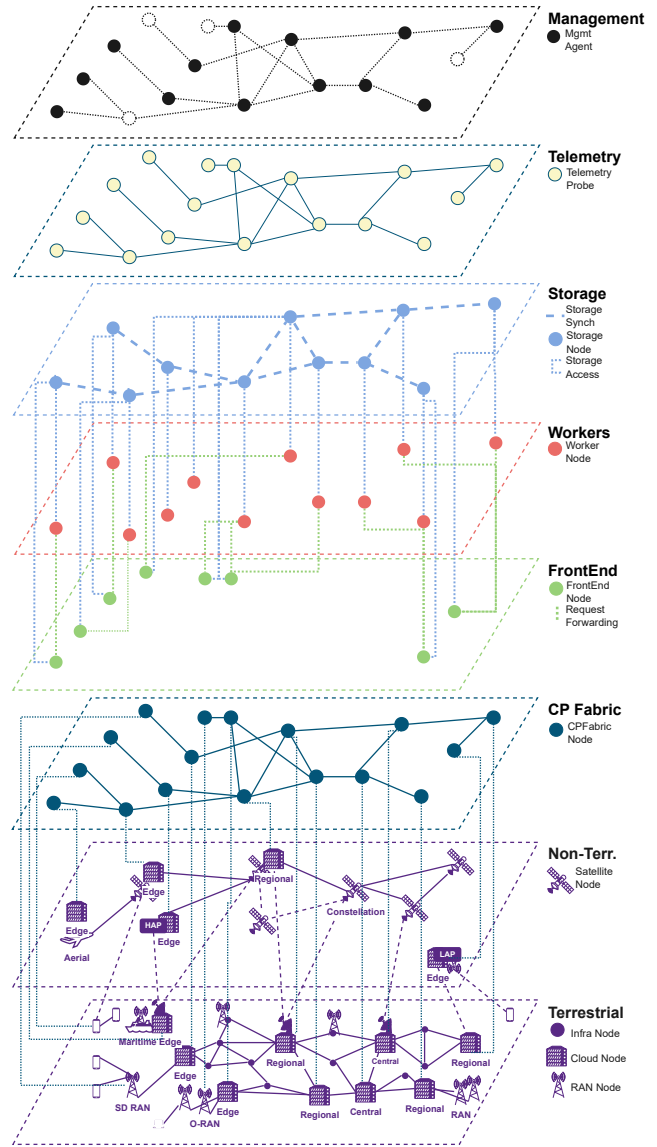 Management
Mgmt
Agent
Telemetry
Telemetry
Probe
Storage
Storage
Synch
Storage
Node
Storage
Access
Workers
Worker
Node
FrontEnd
FrontEnd
Node
Request
Forwarding
CP Fabric
CPFabric
Node
Non-Terr.
Satellite
Node
Regional
Edge
Constellation
Edge
HAP
Edge
Aerial
LAP
Edge
Terrestrial
Infra Node
Cloud Node
RAN Node
Maritime Edge
Edge
Regional
Central
Regional
SD RAN
O-RAN
Edge
Regional
Central
Regional
RAN